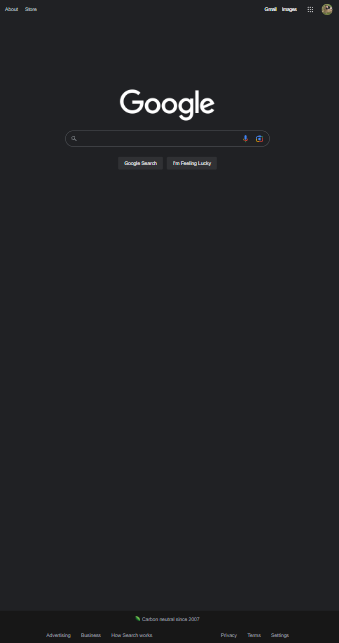 About Store Gmail Images
Google
Google Search I'm Feeling Lucky
Carbon neutral since 2007
Advertising Business How Search works Privacy Terms Settings